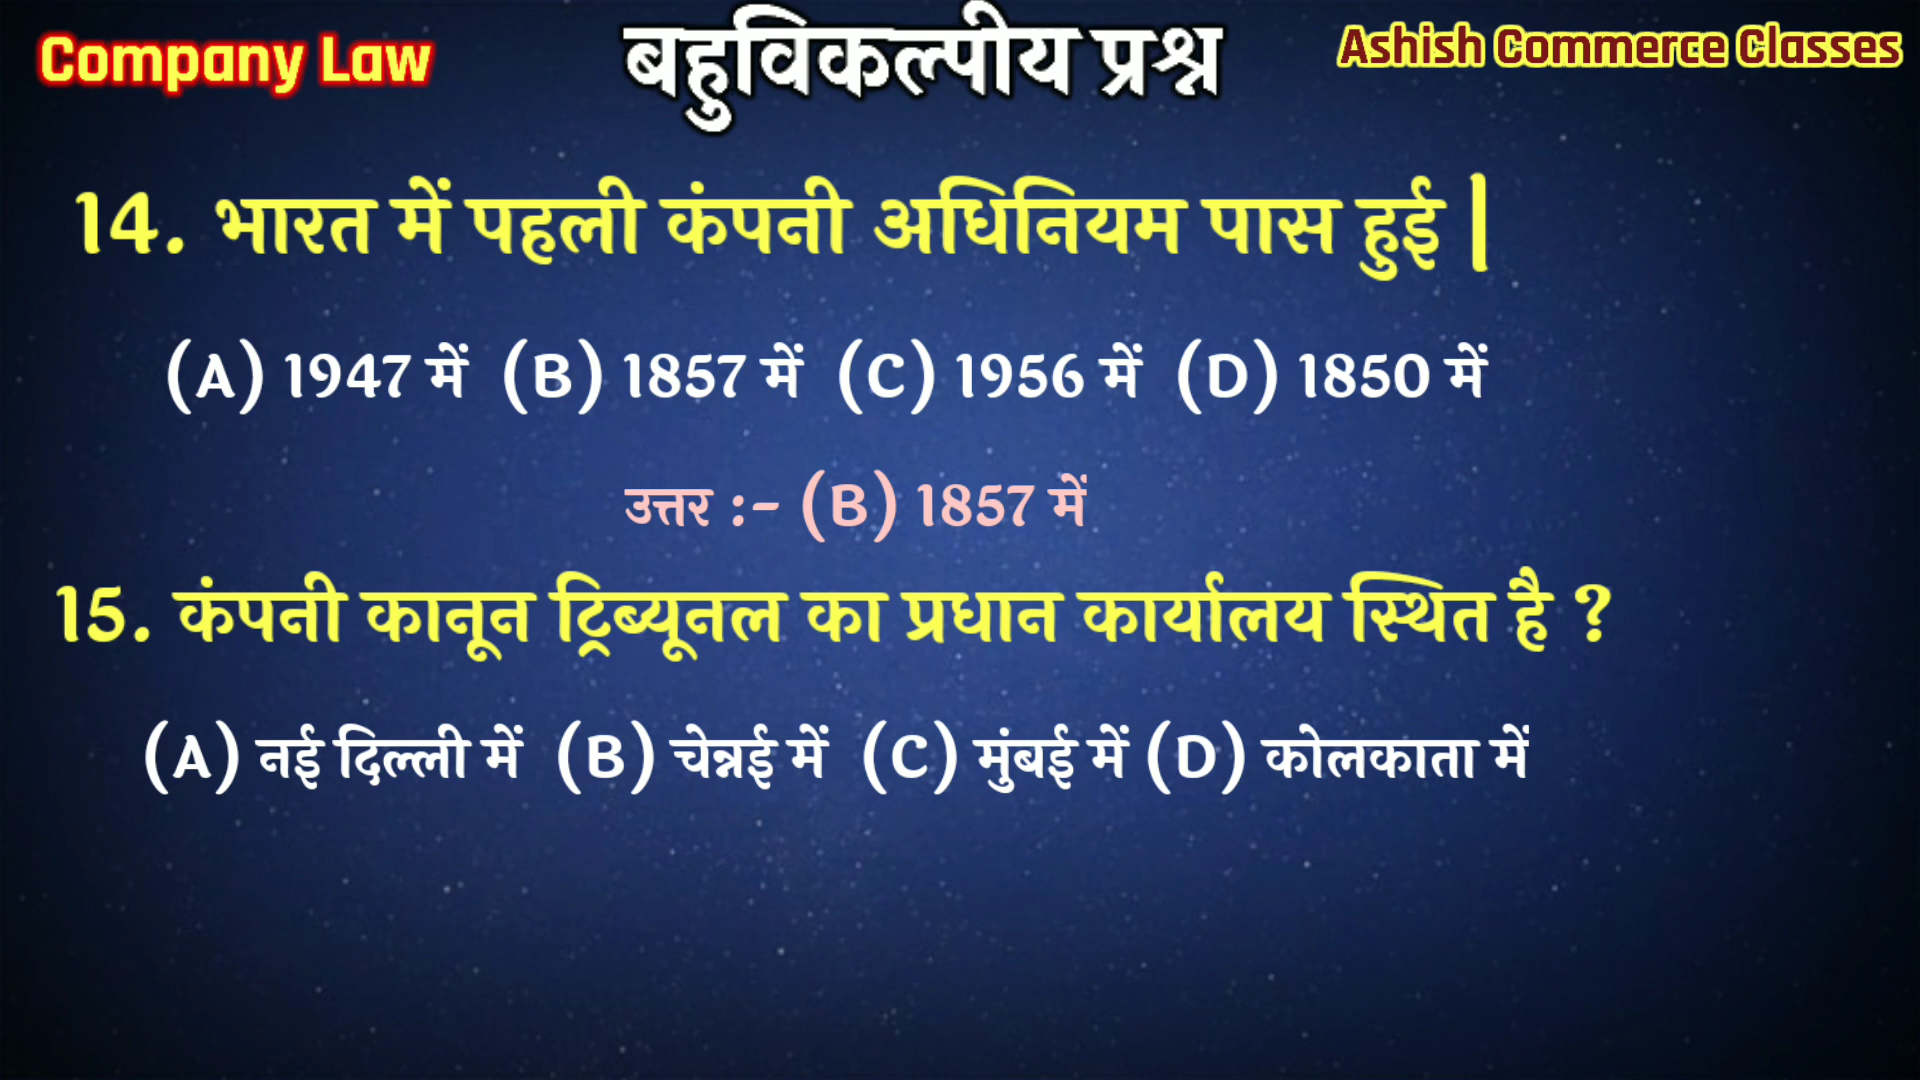 Company Law
बहुविकल्पीय प्रश्न
Ashish Commerce Classes
14. भारत में पहली कंपनी अधिनियम पास हुई |
(A) 1947 में (B) 1857 में (C) 1956 में (D) 1850 में
उत्तर :- (B) 1857 में
15. कंपनी कानून ट्रिब्यूनल का प्रधान कार्यालय स्थित है ?
(A) नई दिल्ली में (B) चेन्नई में (C) मुंबई में (D) कोलकाता में